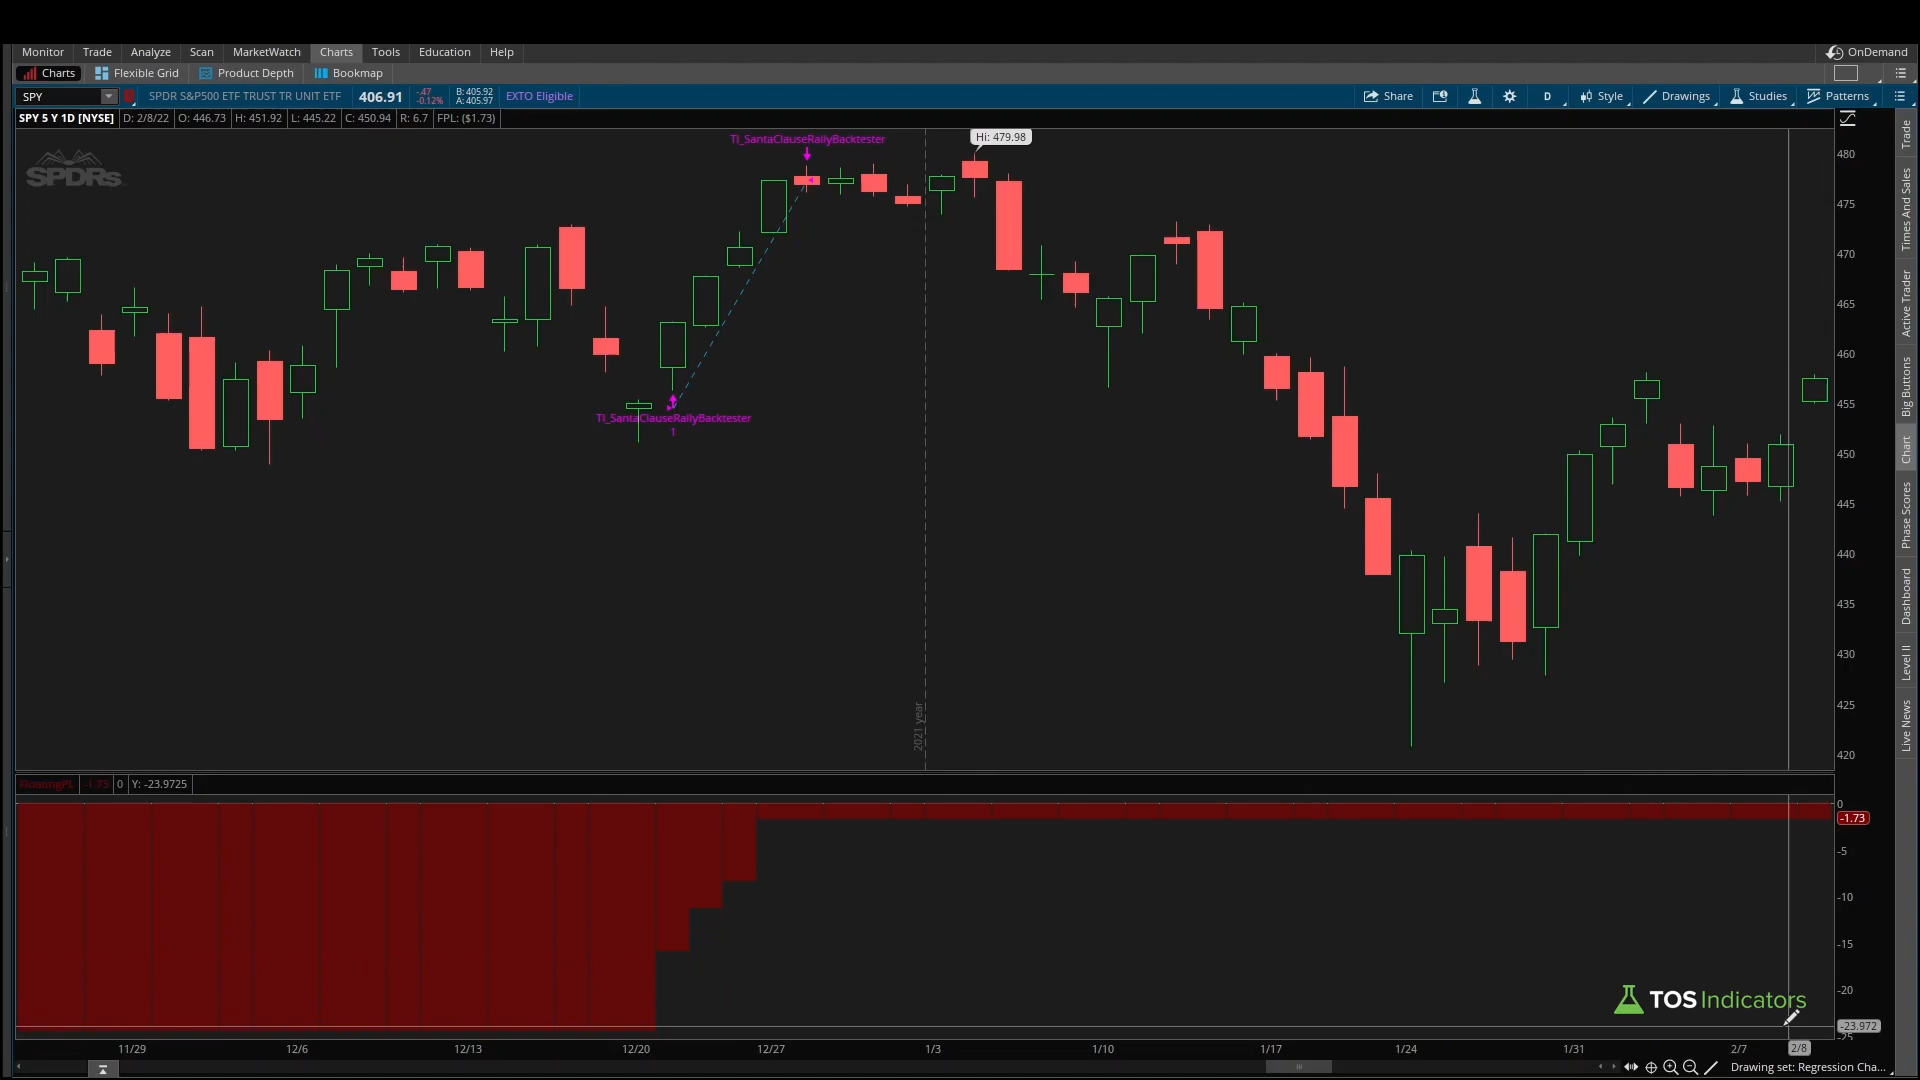 Monitor Trade Analyze Scan MarketWatch Charts Tools Education Help OnDemand
Charts Flexible Grid Product Depth Bookmap
SPY SPDR S&P500 ETF TRUST TR UNIT ETF 406.91 -.47 -0.12% B: 405.92 A: 405.97 EXTO Eligible Share D Style Drawings Studies Patterns
SPY 5 Y 1D [NYSE] D: 2/8/22 O: 446.73 H: 451.92 L: 445.22 C: 450.94 R: 6.7 FPL: ($1.73)
SPDRs
TI_SantaClauseRallyBacktester
Hi: 479.98
TI_SantaClauseRallyBacktester
1
2021 year
480
475
470
465
460
455
450
445
440
435
430
425
420
Trade
Times And Sales
Active Trader
Big Buttons
Chart
Phase Scores
Dashboard
Level II
Live News
FloatingPL -1.73 0 Y: -23.9725
0
-1.73
-5
-10
-15
-20
-23.972
-25
TOS Indicators
11/29 12/6 12/13 12/20 12/27 1/3 1/10 1/17 1/24 1/31 2/7 2/8
Drawing set: Regression Cha...